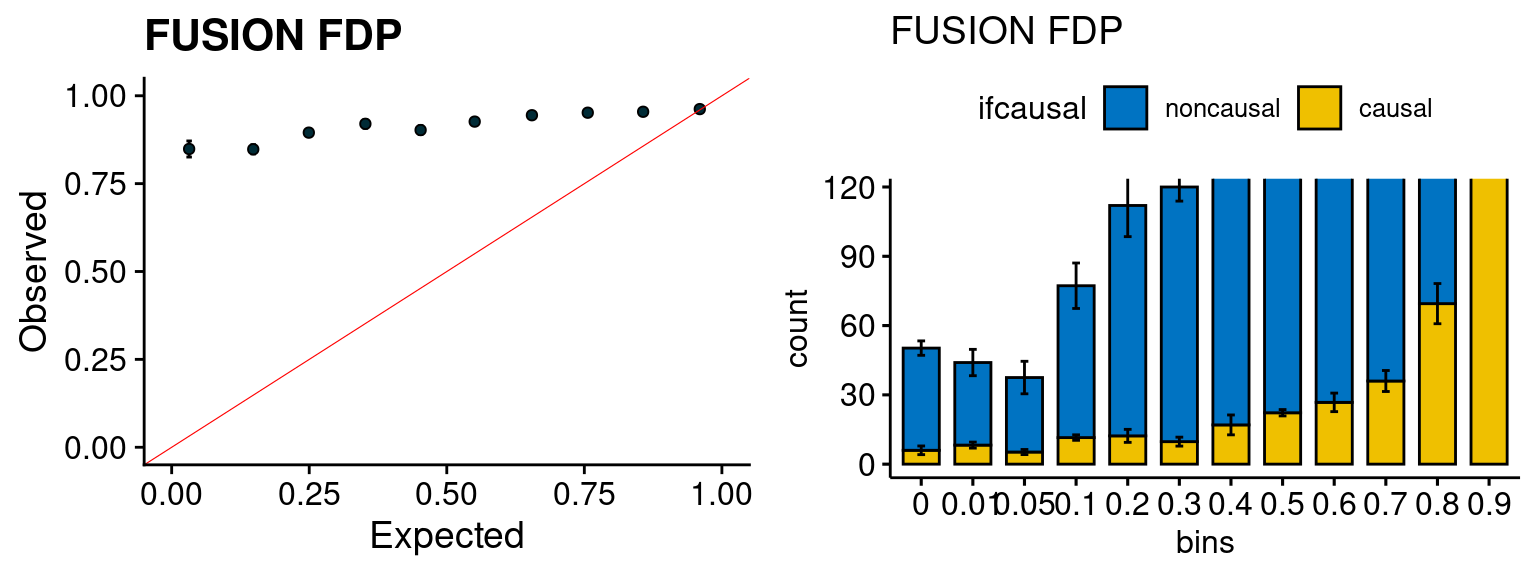 FUSION FDP
Observed
1.00
0.75
0.50
0.25
0.00
0.00 0.25 0.50 0.75 1.00
Expected
FUSION FDP
ifcausal noncausal causal
count
120
90
60
30
0
0 0.01 0.05 0.1 0.2 0.3 0.4 0.5 0.6 0.7 0.8 0.9
bins